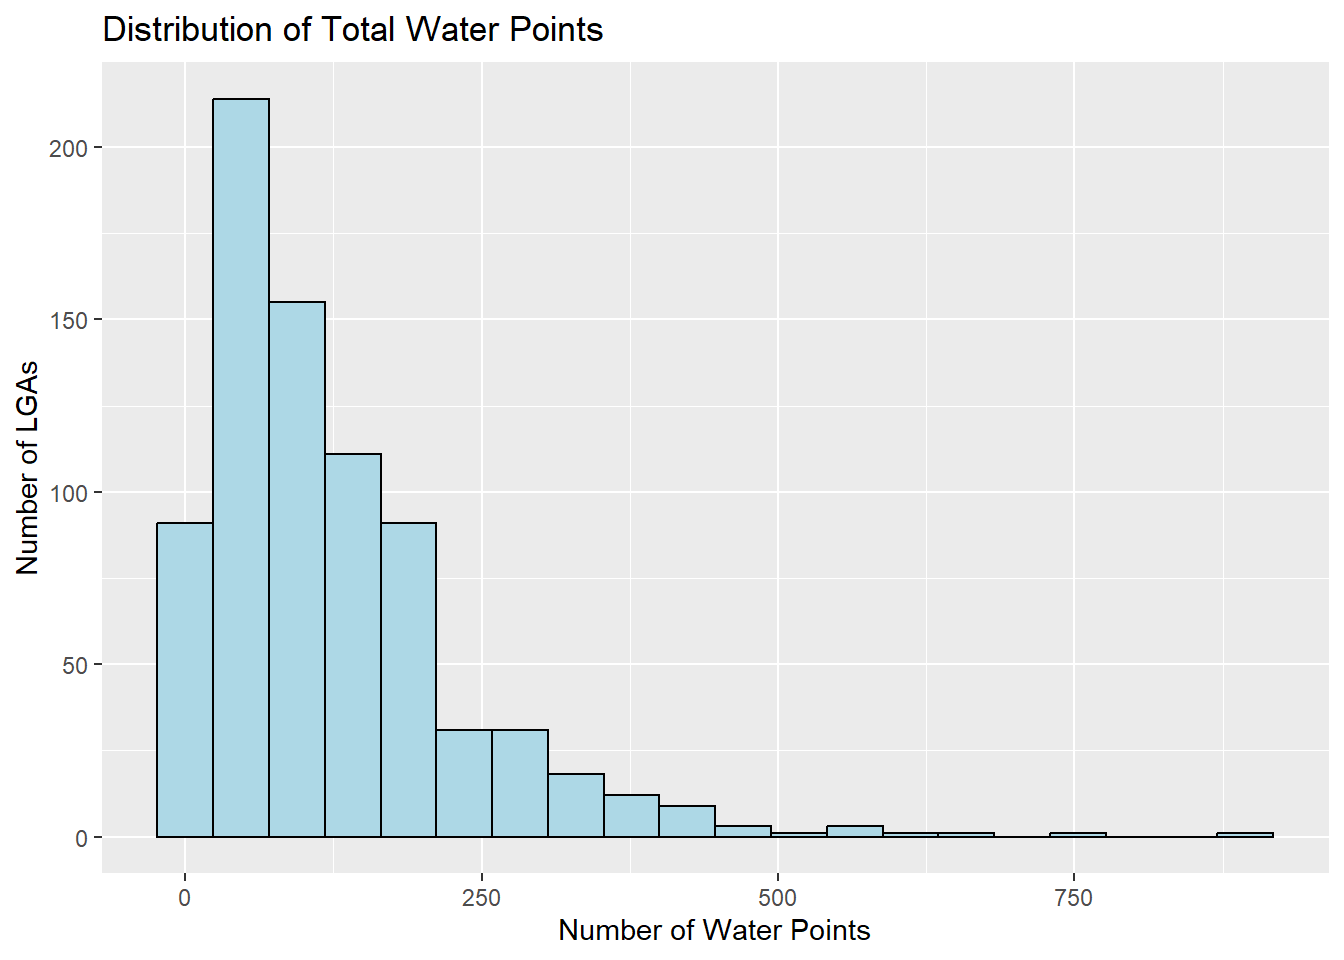 Distribution of Total Water Points
200
150
100
50
0
Number of LGAs
0 250 500 750
Number of Water Points